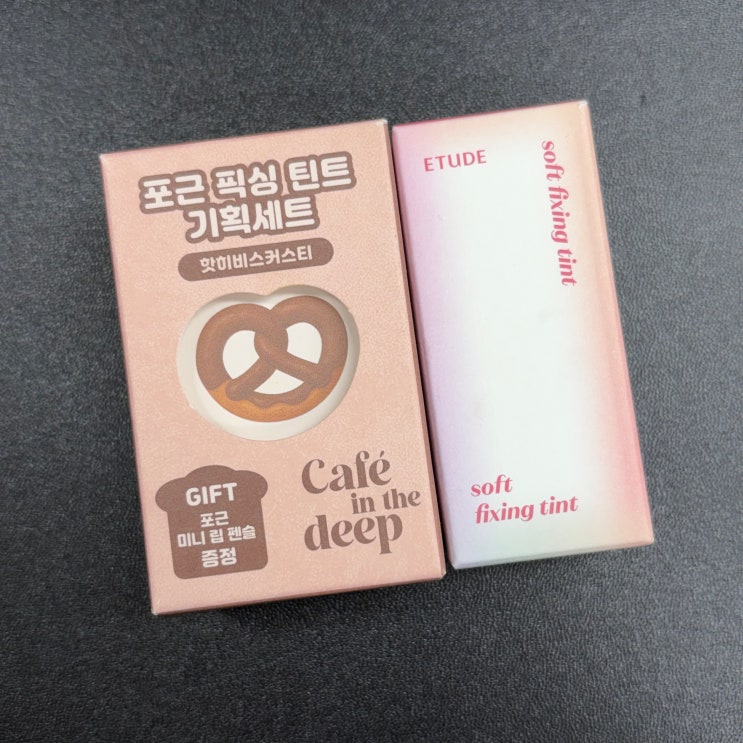 포근 픽싱 틴트
기획세트
핫히비스커스티
GIFT
포근
미니 립 펜슬
증정
Café
in the
deep
ETUDE
soft fixing tint
soft
fixing tint